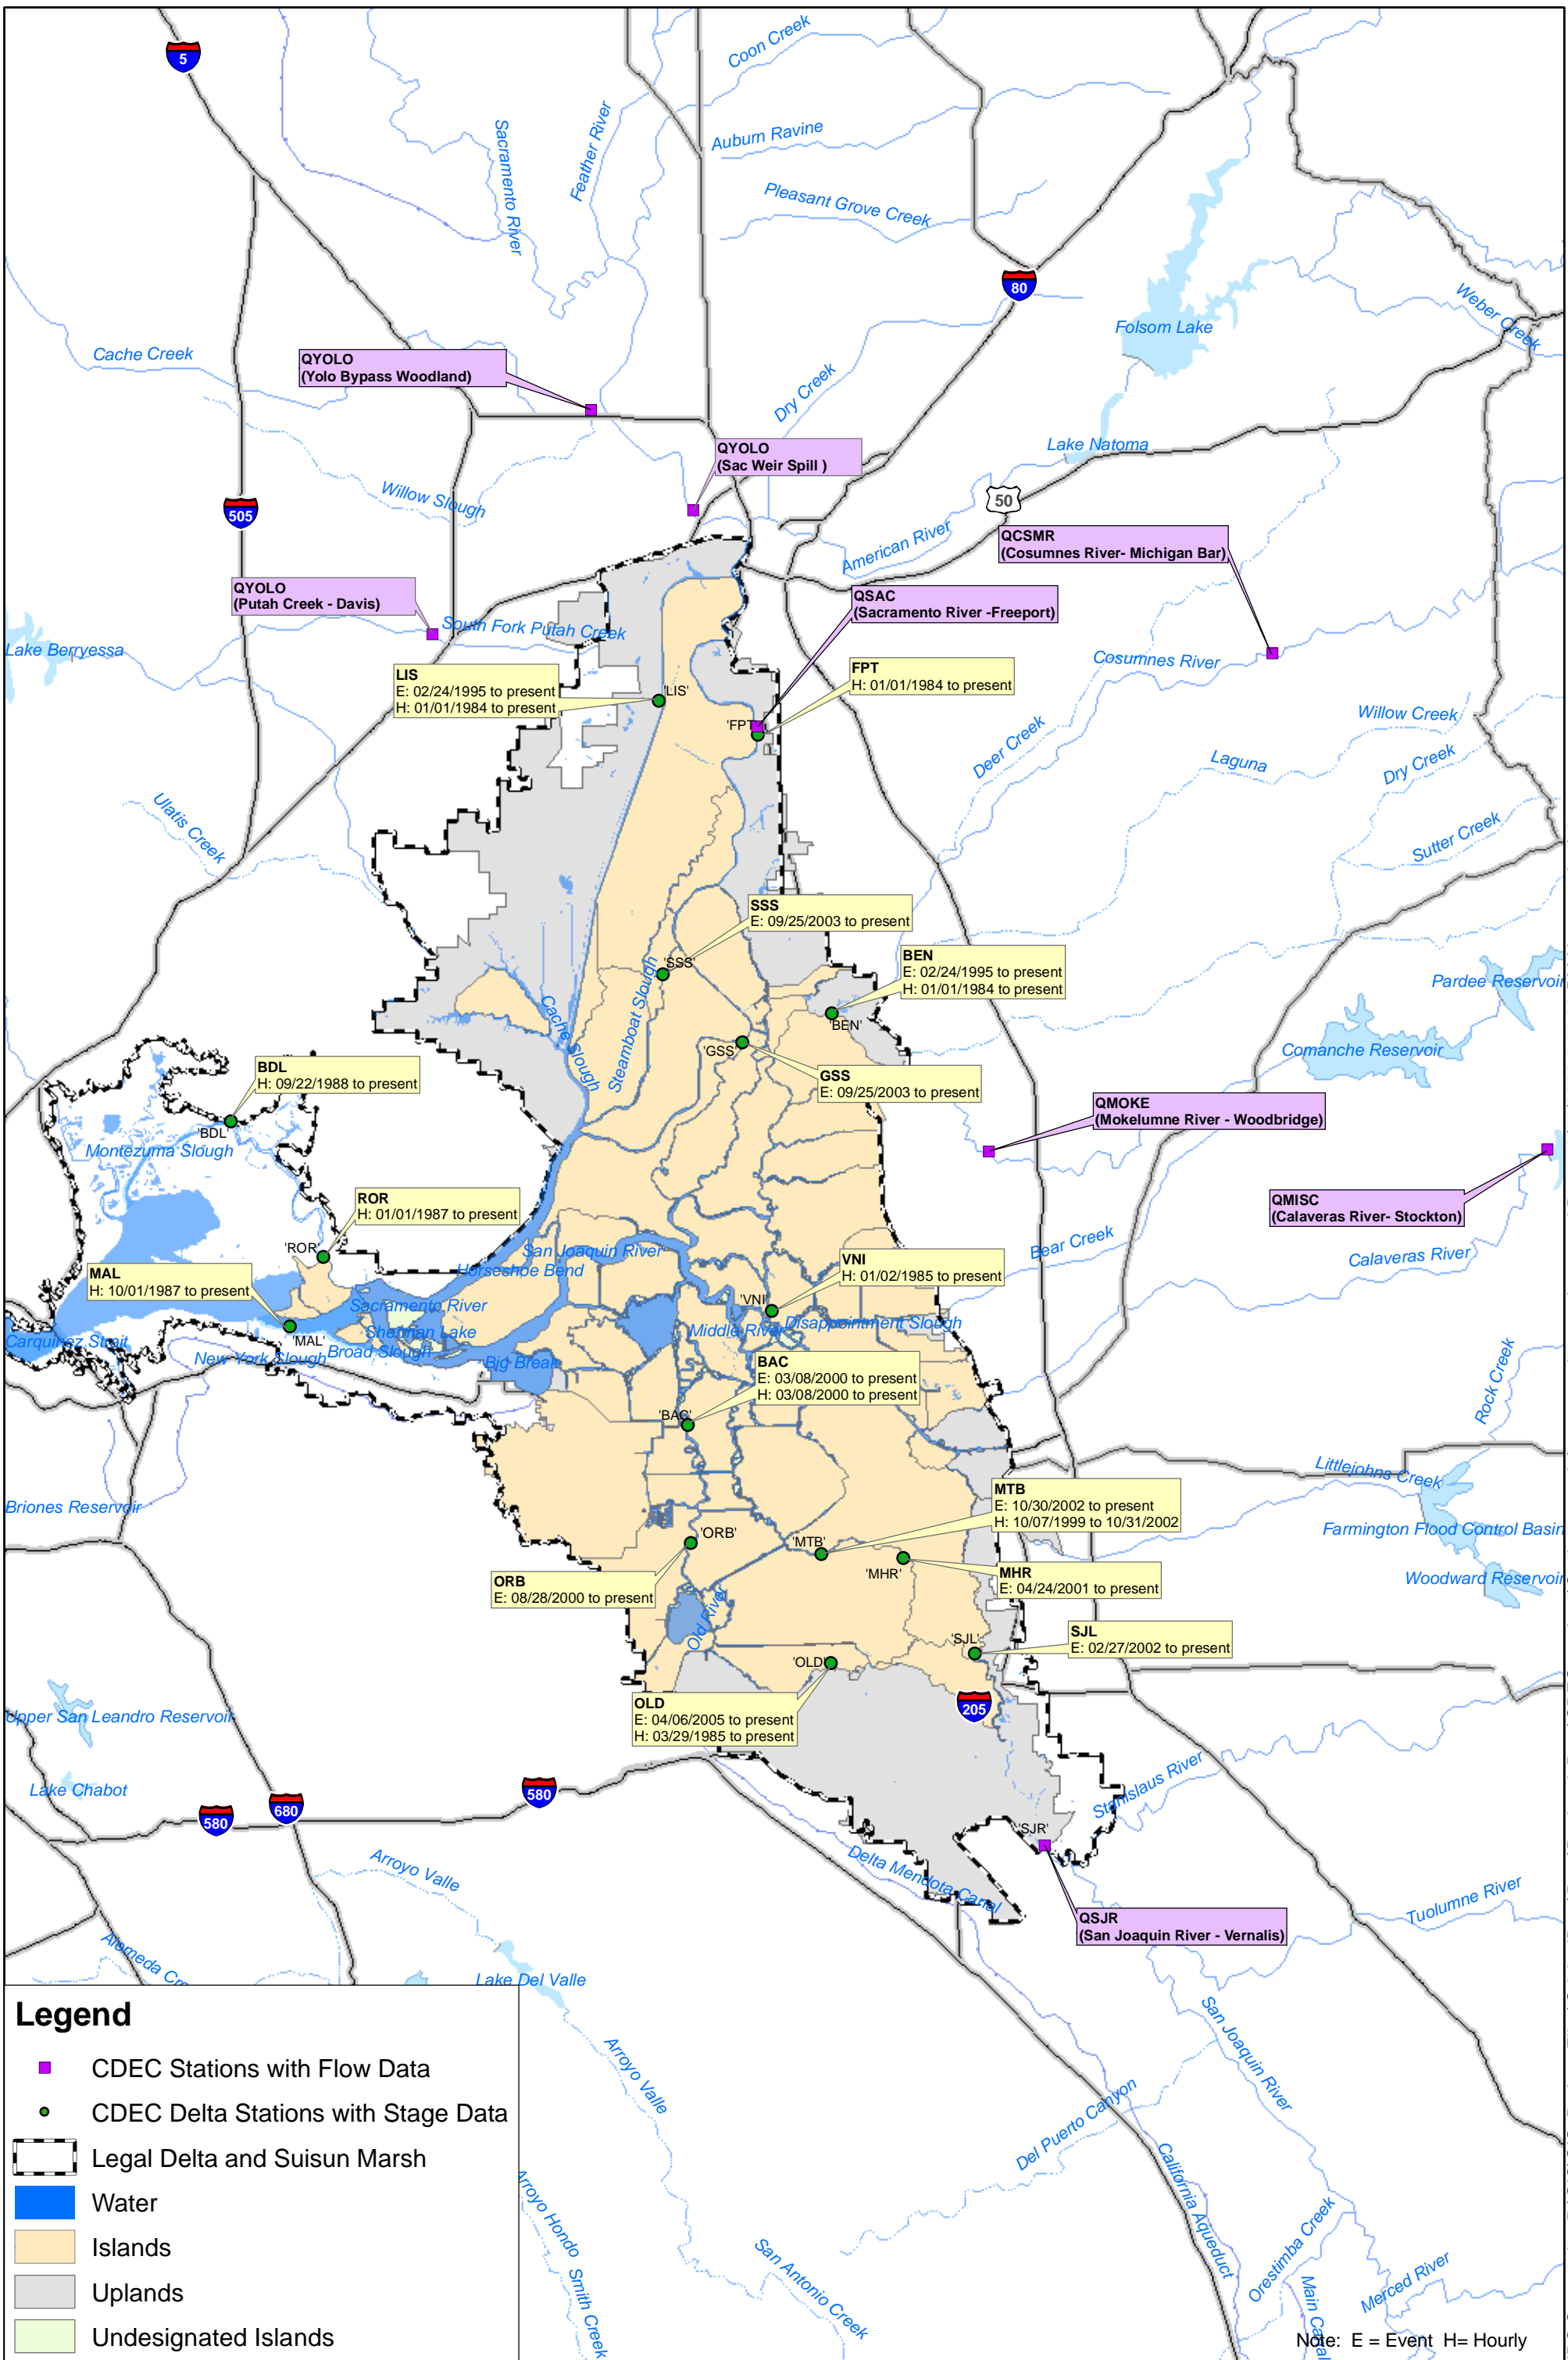 5
Coon Creek
Sacramento River
Feather River
Auburn Ravine
Pleasant Grove Creek
80
Folsom Lake
Weber Creek
Cache Creek
QYOLO
(Yolo Bypass Woodland)
Dry Creek
QYOLO
(Sac Weir Spill )
Lake Natoma
Willow Slough
505
50
American River
QCSMR
(Cosumnes River- Michigan Bar)
QYOLO
(Putah Creek - Davis)
South Fork Putah Creek
QSAC
(Sacramento River -Freeport)
Lake Berryessa
Cosumnes River
LIS
E: 02/24/1995 to present
H: 01/01/1984 to present
'LIS'
FPT
H: 01/01/1984 to present
'FPT'
Willow Creek
Deer Creek
Laguna
Dry Creek
Ulatis Creek
Sutter Creek
SSS
E: 09/25/2003 to present
'SSS'
BEN
E: 02/24/1995 to present
H: 01/01/1984 to present
'BEN'
Pardee Reservoir
Cache Slough
Steamboat Slough
'GSS'
Comanche Reservoir
BDL
H: 09/22/1988 to present
'BDL'
GSS
E: 09/25/2003 to present
QMOKE
(Mokelumne River - Woodbridge)
Montezuma Slough
QMISC
(Calaveras River- Stockton)
ROR
H: 01/01/1987 to present
'ROR'
San Joaquin River
Horseshoe Bend
Bear Creek
Calaveras River
VNI
H: 01/02/1985 to present
'VNI'
MAL
H: 10/01/1987 to present
'MAL'
Sacramento River
Sherman Lake
Middle River
Disappointment Slough
Carquinez Strait
New York Slough
Broad Slough
Big Break
BAC
E: 03/08/2000 to present
H: 03/08/2000 to present
'BAC'
Rock Creek
Littlejohns Creek
MTB
E: 10/30/2002 to present
H: 10/07/1999 to 10/31/2002
Briones Reservoir
Farmington Flood Control Basin
'ORB'
'MTB'
'MHR'
ORB
E: 08/28/2000 to present
MHR
E: 04/24/2001 to present
Woodward Reservoir
Old River
SJL
E: 02/27/2002 to present
'SJL'
'OLD'
OLD
E: 04/06/2005 to present
H: 03/29/1985 to present
205
Upper San Leandro Reservoir
Lake Chabot
580
680
580
Stanislaus River
'SJR'
Arroyo Valle
Delta Mendota Canal
Tuolumne River
QSJR
(San Joaquin River - Vernalis)
Alameda Cre
Lake Del Valle
Legend
CDEC Stations with Flow Data
CDEC Delta Stations with Stage Data
Legal Delta and Suisun Marsh
Water
Islands
Uplands
Undesignated Islands
Arroyo Valle
San Joaquin River
Del Puerto Canyon
California Aqueduct
Arroyo Hondo
Smith Creek
San Antonio Creek
Orestimba Creek
Main Canal
Merced River
Note: E = Event H= Hourly